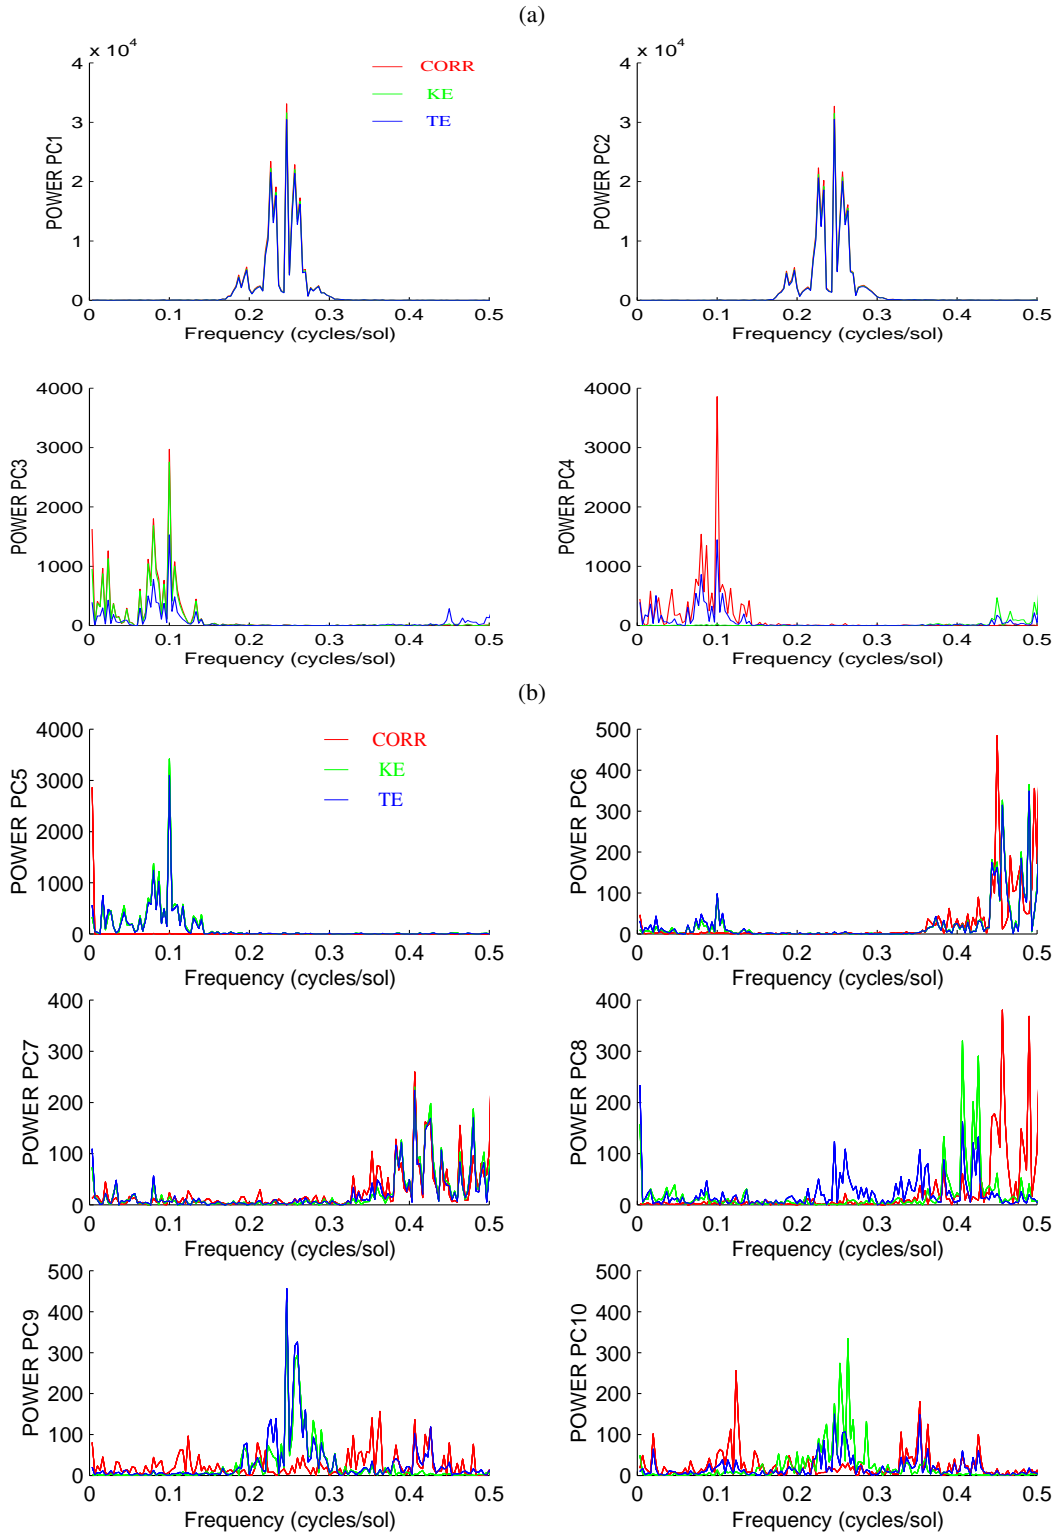 (a)
x 10^4
4
3
2
1
0
POWER PC1
CORR
KE
TE
0 0.1 0.2 0.3 0.4 0.5
Frequency (cycles/sol)
x 10^4
4
3
2
1
0
POWER PC2
0 0.1 0.2 0.3 0.4 0.5
Frequency (cycles/sol)
4000
3000
2000
1000
0
POWER PC3
0 0.1 0.2 0.3 0.4 0.5
Frequency (cycles/sol)
4000
3000
2000
1000
0
POWER PC4
0 0.1 0.2 0.3 0.4 0.5
Frequency (cycles/sol)
(b)
4000
3000
2000
1000
0
POWER PC5
CORR
KE
TE
0 0.1 0.2 0.3 0.4 0.5
Frequency (cycles/sol)
500
400
300
200
100
0
POWER PC6
0 0.1 0.2 0.3 0.4 0.5
Frequency (cycles/sol)
400
300
200
100
0
POWER PC7
0 0.1 0.2 0.3 0.4 0.5
Frequency (cycles/sol)
400
300
200
100
0
POWER PC8
0 0.1 0.2 0.3 0.4 0.5
Frequency (cycles/sol)
500
400
300
200
100
0
POWER PC9
0 0.1 0.2 0.3 0.4 0.5
Frequency (cycles/sol)
500
400
300
200
100
0
POWER PC10
0 0.1 0.2 0.3 0.4 0.5
Frequency (cycles/sol)